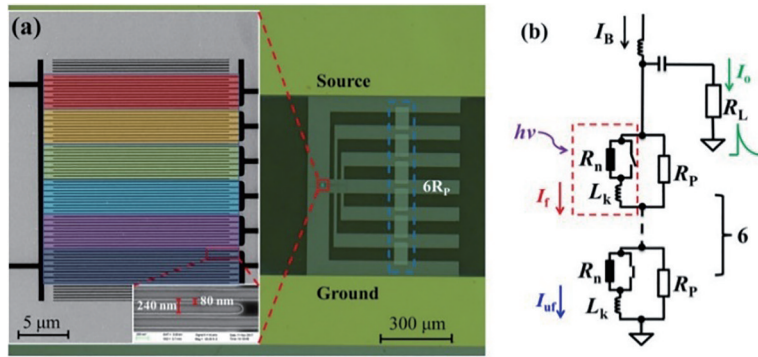 (a)
Source
6R_P
Ground
240 nm
80 nm
5 μm
300 μm
(b)
I_B
I_o
R_L
hν
R_n
L_k
R_P
I_f
6
R_n
L_k
R_P
I_uf